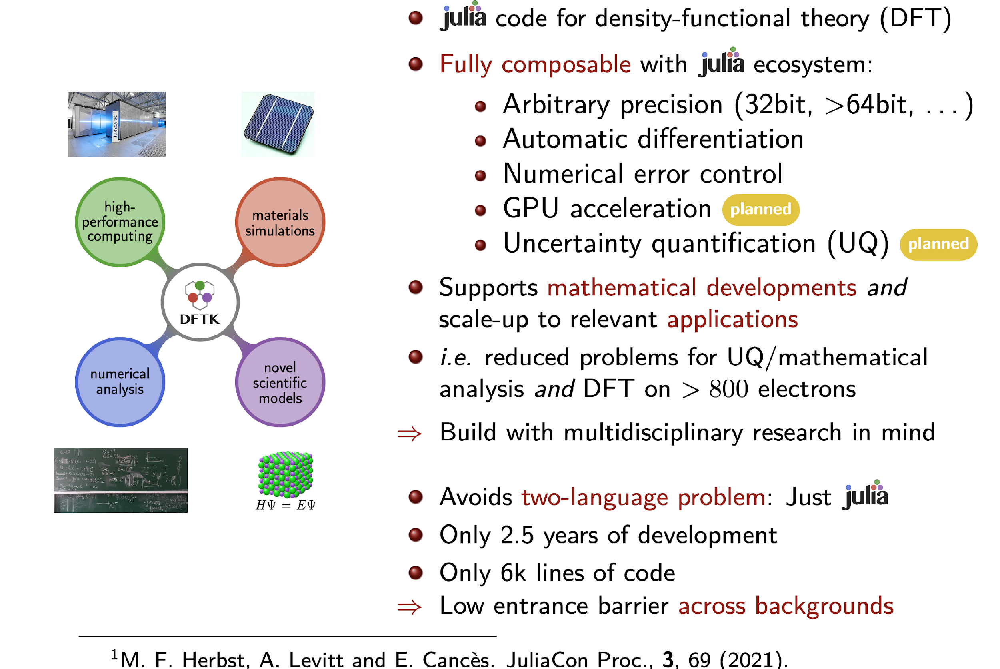 julia code for density-functional theory (DFT)
Fully composable with julia ecosystem:
Arbitrary precision (32bit, >64bit, ...)
Automatic differentiation
Numerical error control
GPU acceleration planned
Uncertainty quantification (UQ) planned
Supports mathematical developments and
scale-up to relevant applications
i.e. reduced problems for UQ/mathematical
analysis and DFT on > 800 electrons
⇒ Build with multidisciplinary research in mind
Avoids two-language problem: Just julia
Only 2.5 years of development
Only 6k lines of code
⇒ Low entrance barrier across backgrounds
JURECA-DC
high-
performance
computing
materials
simulations
DFTK
numerical
analysis
novel
scientific
models
HΨ = EΨ
¹M. F. Herbst, A. Levitt and E. Cancès. JuliaCon Proc., 3, 69 (2021).